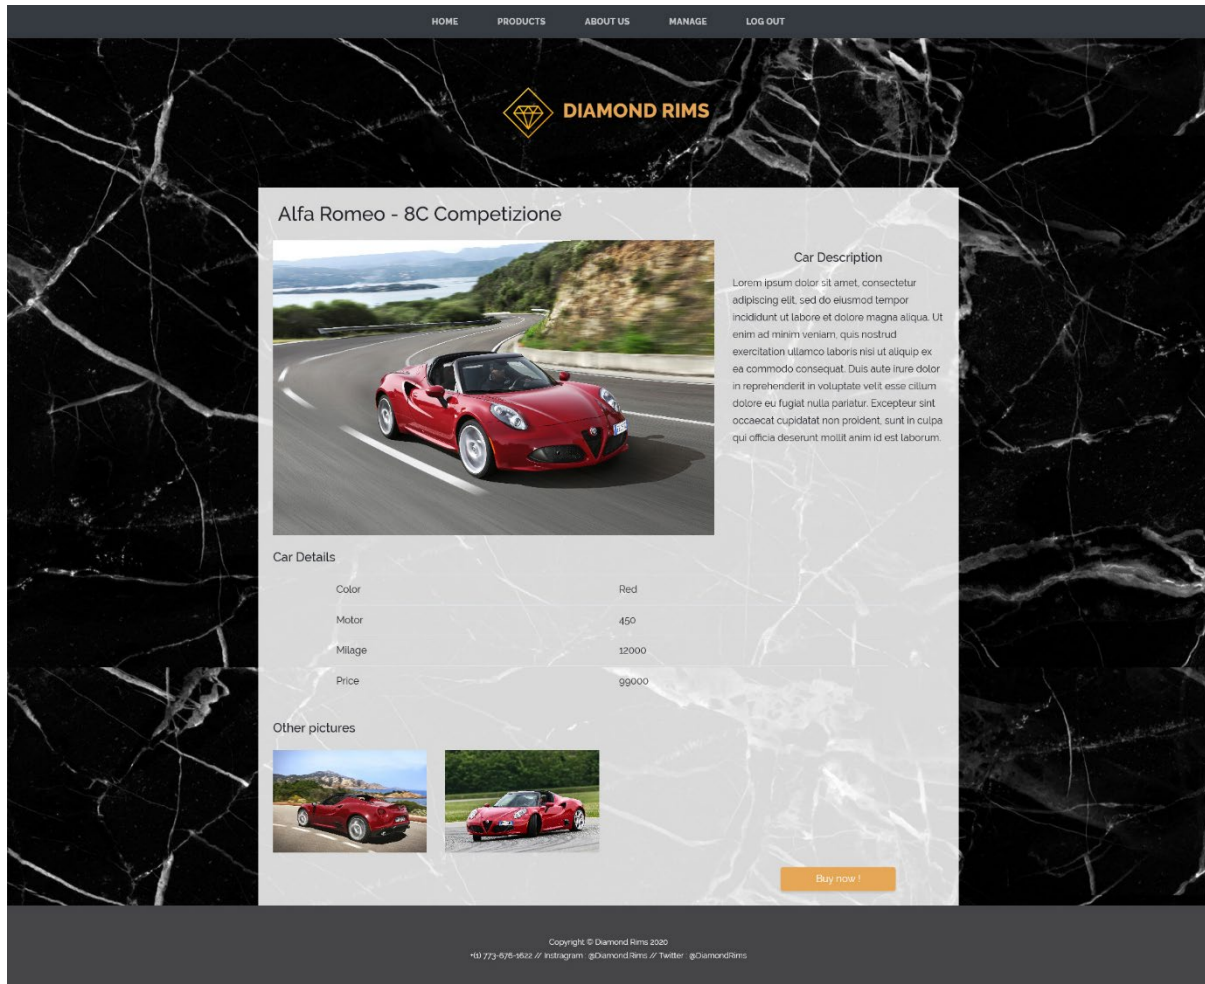 HOME PRODUCTS ABOUT US MANAGE LOG OUT
DIAMOND RIMS
Alfa Romeo - 8C Competizione
Car Description
Lorem ipsum dolor sit amet, consectetur
adipiscing elit, sed do eiusmod tempor
incididunt ut labore et dolore magna aliqua. Ut
enim ad minim veniam, quis nostrud
exercitation ullamco laboris nisi ut aliquip ex
ea commodo consequat. Duis aute irure dolor
in reprehenderit in voluptate velit esse cillum
dolore eu fugiat nulla pariatur. Excepteur sint
occaecat cupidatat non proident, sunt in culpa
qui officia deserunt mollit anim id est laborum.
Car Details
Color Red
Motor 450
Milage 12000
Price 99000
Other pictures
Buy now !
Copyright © Diamond Rims 2020
+(1) 773-676-1622 // Instragram : @Diamond.Rims // Twitter : @DiamondRims